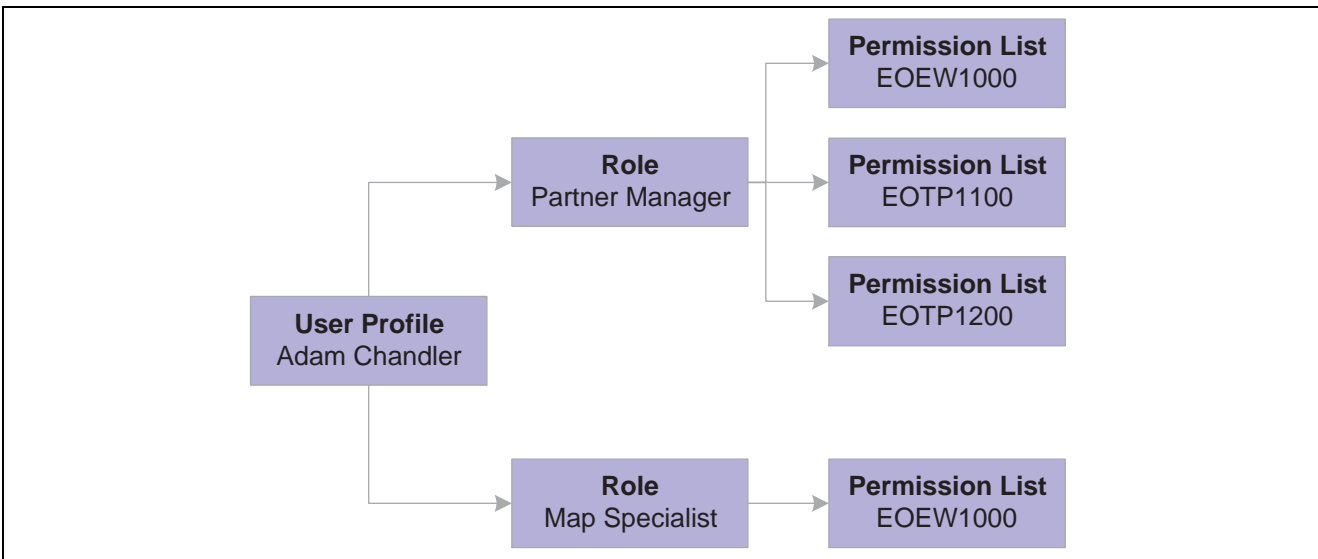 Permission List
EOEW1000
Role
Partner Manager
Permission List
EOTP1100
Permission List
EOTP1200
User Profile
Adam Chandler
Role
Map Specialist
Permission List
EOEW1000